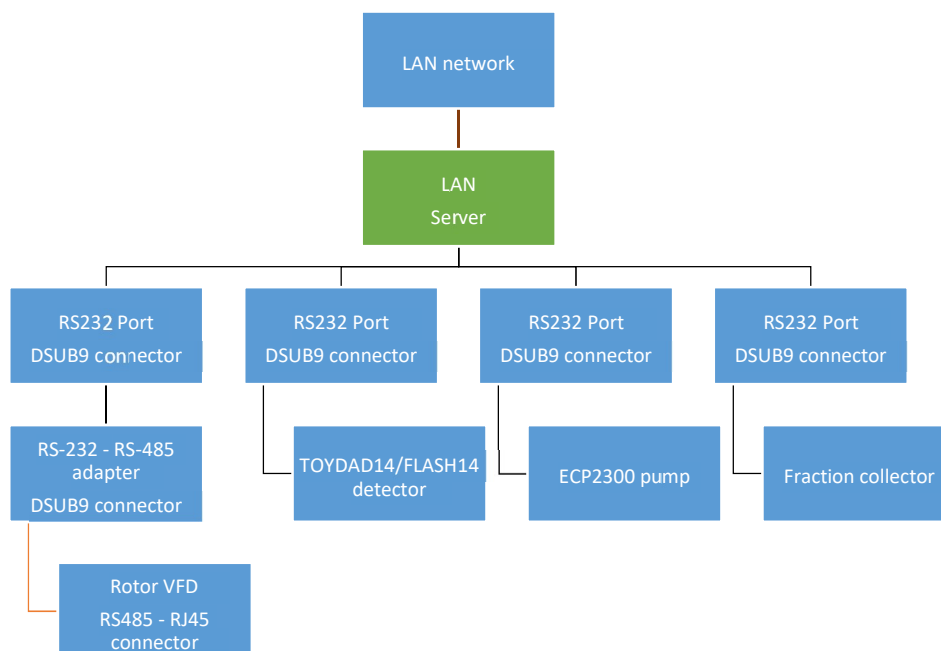 LAN network
LAN
Server
RS232 Port
DSUB9 connector
RS232 Port
DSUB9 connector
RS232 Port
DSUB9 connector
RS232 Port
DSUB9 connector
RS-232 - RS-485
adapter
DSUB9 connector
TOYDAD14/FLASH14
detector
ECP2300 pump
Fraction collector
Rotor VFD
RS485 - RJ45
connector